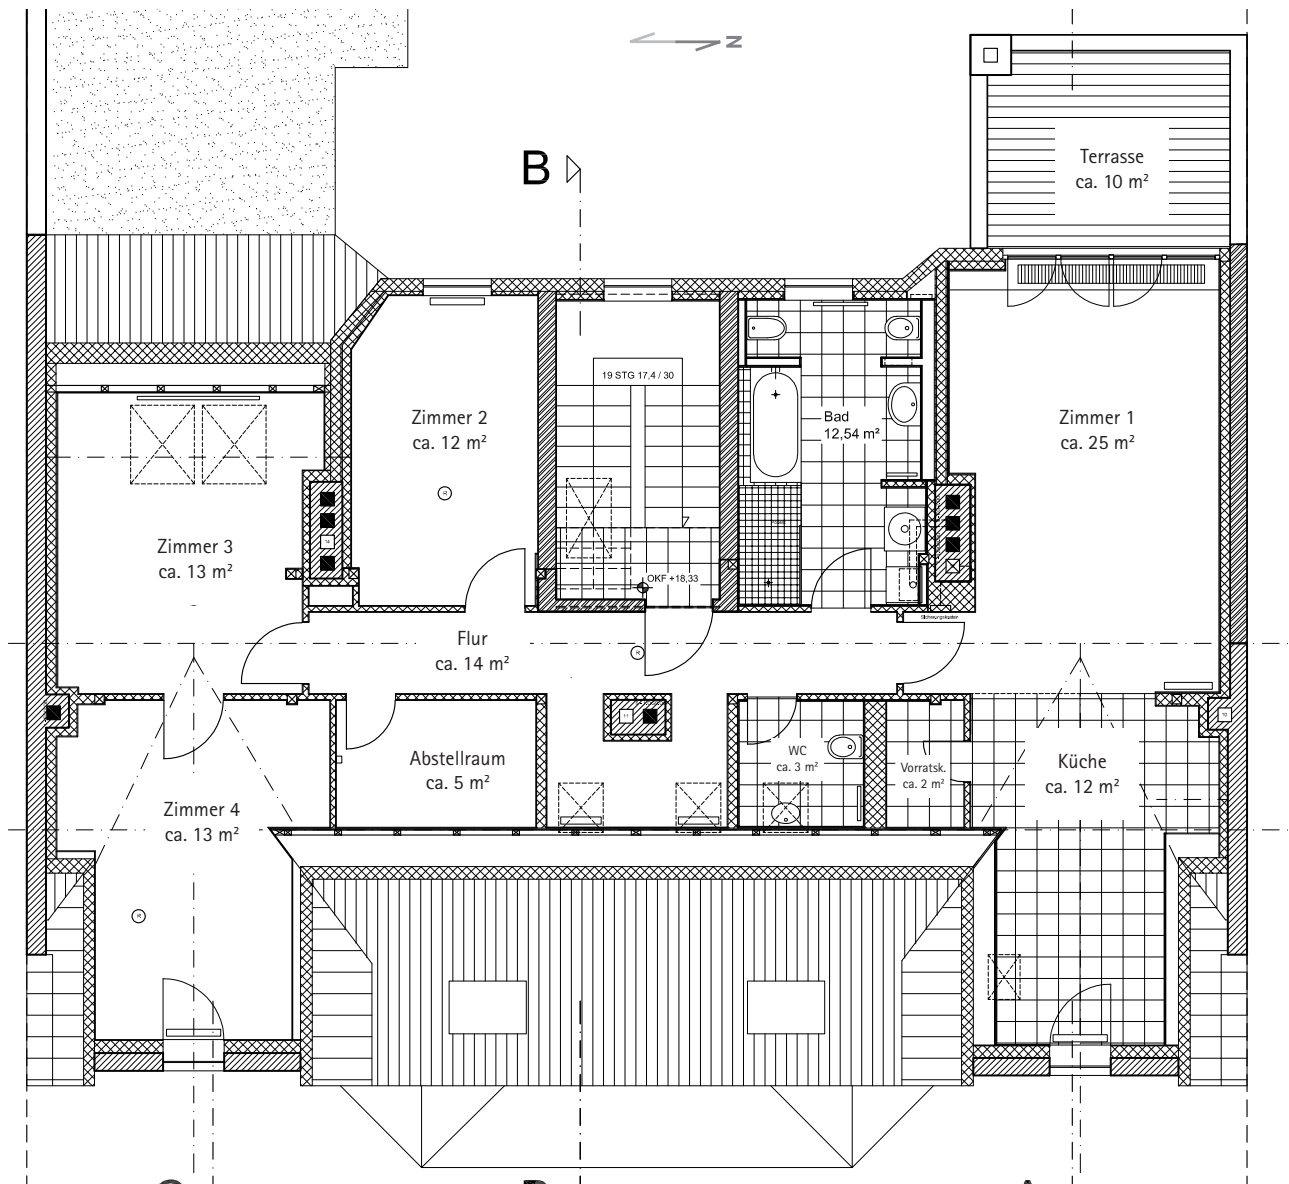 N
B
Terrasse
ca. 10 m²
19 STG 17,4 / 30
Zimmer 2
ca. 12 m²
Bad
12,54 m²
Zimmer 1
ca. 25 m²
R
Zimmer 3
ca. 13 m²
OKF +18,33
Flur
ca. 14 m²
R
Abstellraum
ca. 5 m²
WC
ca. 3 m²
Vorratsk.
ca. 2 m²
Küche
ca. 12 m²
Zimmer 4
ca. 13 m²
R